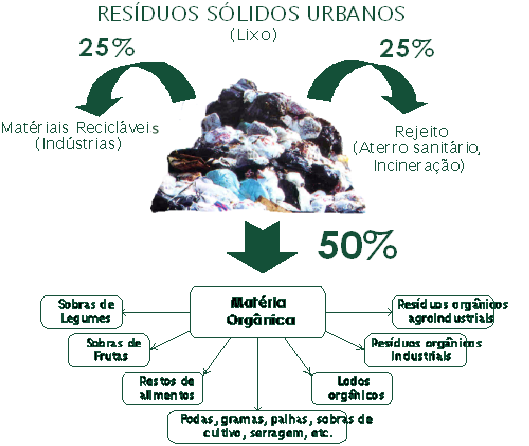 RESÍDUOS SÓLIDOS URBANOS
(Lixo)
25%
25%
Matériais Recicláveis
(Indústrias)
Rejeito
(Aterro sanitário,
Incineração)
50%
Matéria
Orgânica
Sobras de
Legumes
Resíduos orgânicos
agroindustriais
Sobras de
Frutas
Resíduos orgânicos
Industriais
Restos de
alimentos
Lodos
orgânicos
Podas, gramas, palhas, sobras de
cultivo, serragem, etc.